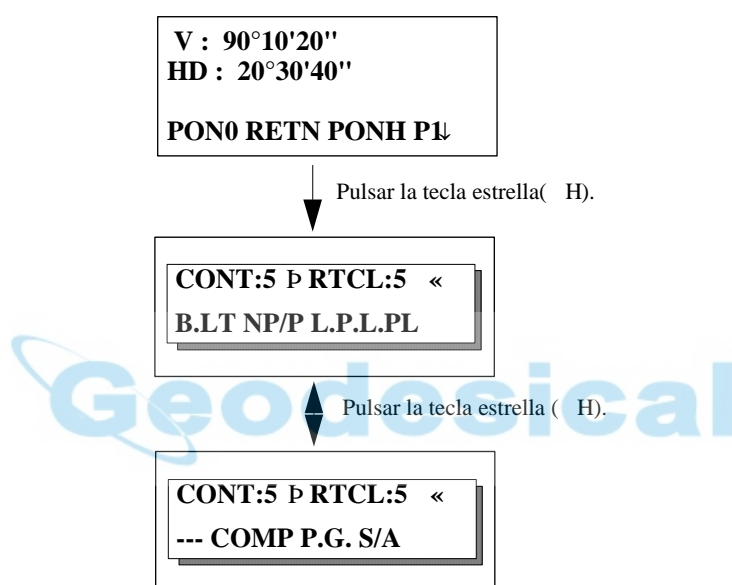 V : 90°10'20''
HD : 20°30'40''
PON0 RETN PONH P1↓
Pulsar la tecla estrella( H).
CONT:5 Þ RTCL:5 «
B.LT NP/P L.P.L.PL
Geodesical
Pulsar la tecla estrella ( H).
CONT:5 Þ RTCL:5 «
--- COMP P.G. S/A